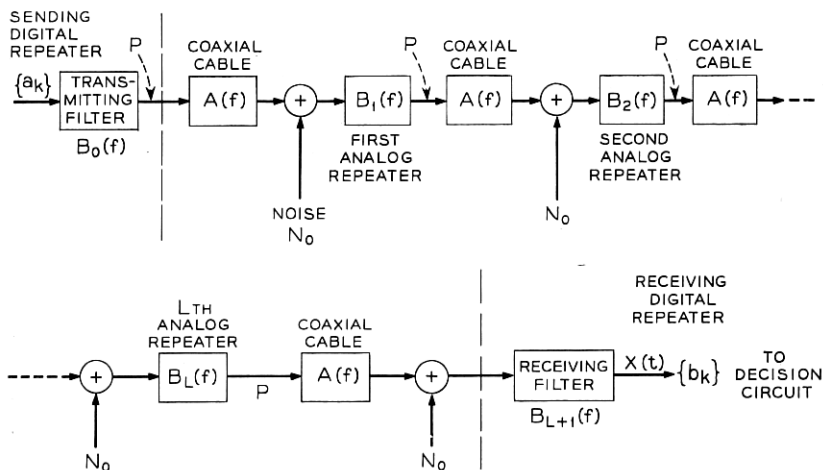 SENDING
DIGITAL
REPEATER
{ak}
TRANS-
MITTING
FILTER
B0(f)
P
COAXIAL
CABLE
A(f)
+
NOISE
N0
B1(f)
FIRST
ANALOG
REPEATER
P
COAXIAL
CABLE
A(f)
+
N0
B2(f)
SECOND
ANALOG
REPEATER
P
COAXIAL
CABLE
A(f)
+
N0
LTH
ANALOG
REPEATER
BL(f)
P
COAXIAL
CABLE
A(f)
+
N0
RECEIVING
DIGITAL
REPEATER
RECEIVING
FILTER
BL+1(f)
X(t)
{bk}
TO
DECISION
CIRCUIT